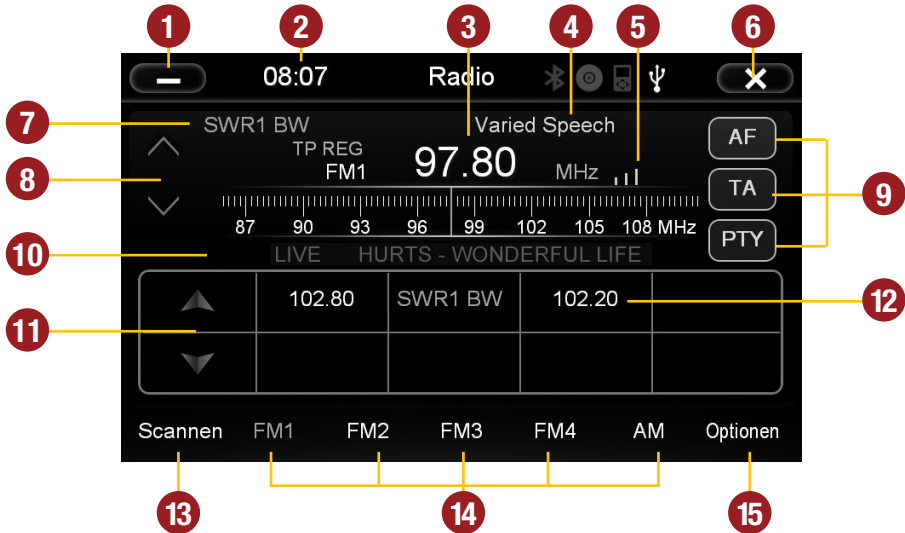 1 2 3 4 5 6
08:07 Radio
7 SWR1 BW Varied Speech
AF
TP REG
FM1 97.80 MHz
8 TA 9
87 90 93 96 99 102 105 108 MHz
PTY
10 LIVE HURTS - WONDERFUL LIFE
102.80 SWR1 BW 102.20 12
11
Scannen FM1 FM2 FM3 FM4 AM Optionen
13 14 15